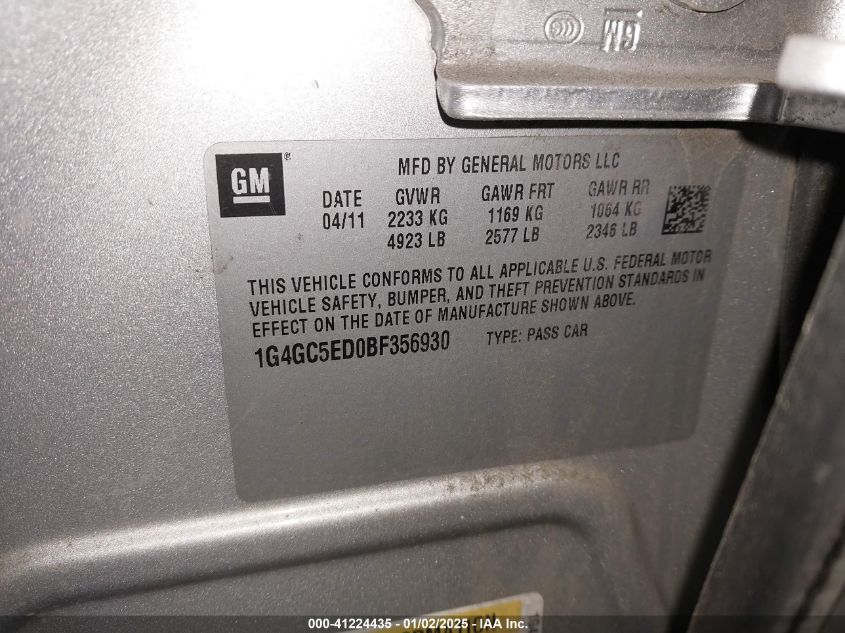 GM
GM ®
MFD BY GENERAL MOTORS LLC
DATE GVWR GAWR FRT GAWR RR
04/11 2233 KG 1169 KG 1064 KG
4923 LB 2577 LB 2346 LB
THIS VEHICLE CONFORMS TO ALL APPLICABLE U.S. FEDERAL MOTOR
VEHICLE SAFETY, BUMPER, AND THEFT PREVENTION STANDARDS IN
EFFECT ON THE DATE OF MANUFACTURE SHOWN ABOVE.
1G4GC5ED0BF356930 TYPE: PASS CAR
000-41224435 - 01/02/2025 - IAA Inc.